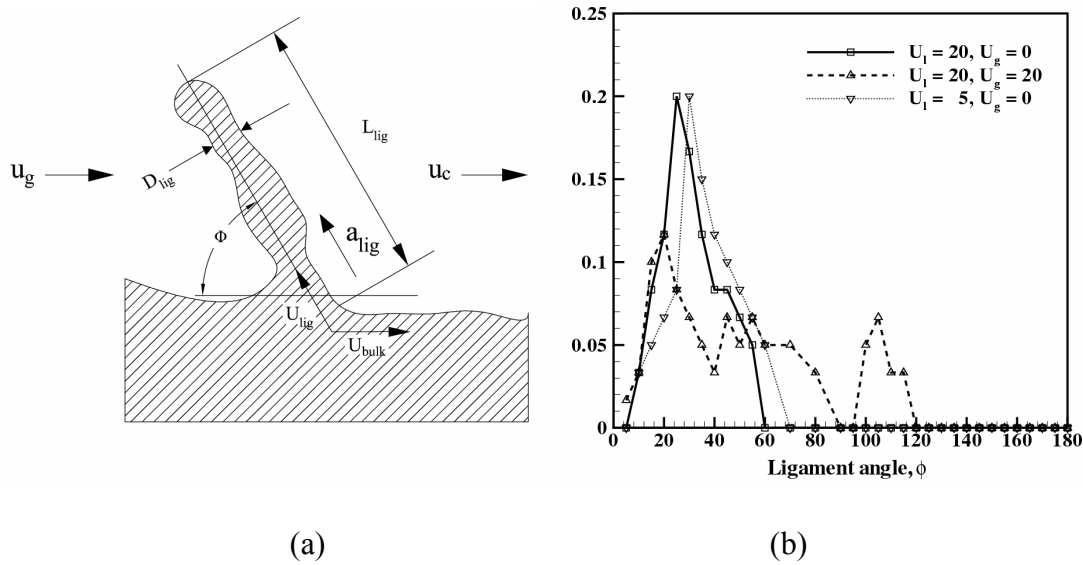 u_g
D_lig
L_lig
u_c
Φ
a_lig
U_lig
U_bulk
(a)
0.25
0.2
0.15
0.1
0.05
0
U_l = 20, U_g = 0
U_l = 20, U_g = 20
U_l = 5, U_g = 0
0 20 40 60 80 100 120 140 160 180
Ligament angle, ϕ
(b)